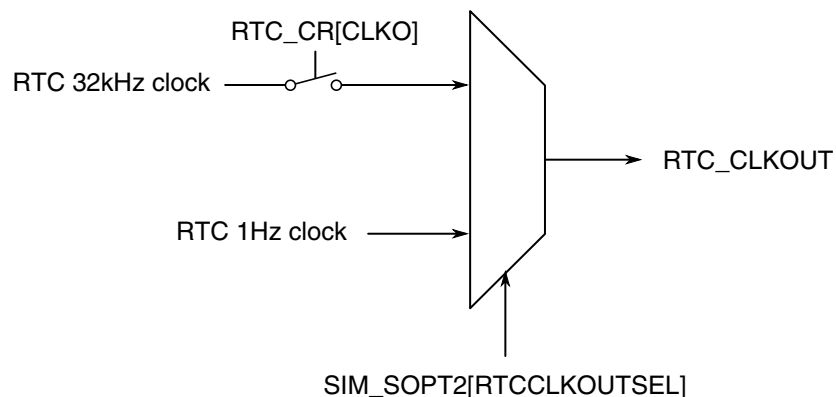 RTC_CR[CLKO]
RTC 32kHz clock
RTC_CLKOUT
RTC 1Hz clock
SIM_SOPT2[RTCCLKOUTSEL]